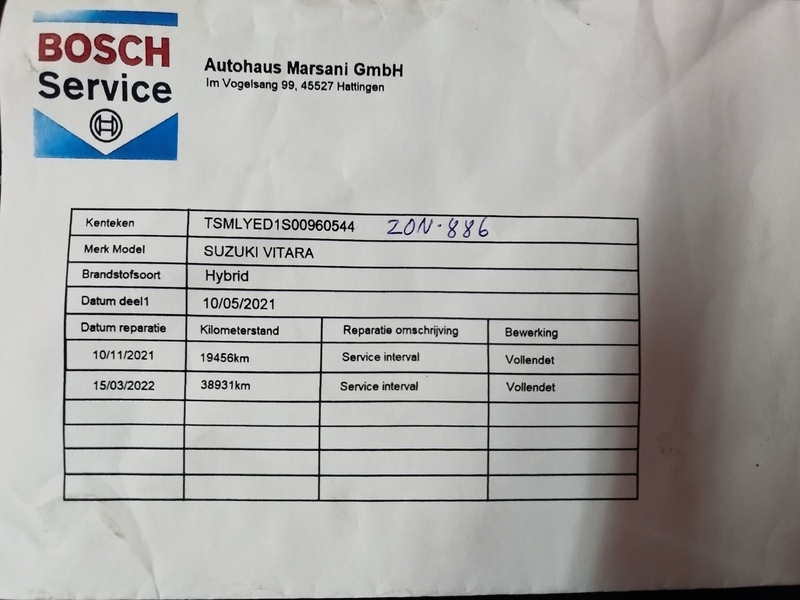 BOSCH
Service
Autohaus Marsani GmbH
Im Vogelsang 99, 45527 Hattingen
Kenteken TSMLYED1S00960544 ZON-886
Merk Model SUZUKI VITARA
Brandstofsoort Hybrid
Datum deel1 10/05/2021
Datum reparatie Kilometerstand Reparatie omschrijving Bewerking
10/11/2021 19456km Service interval Vollendet
15/03/2022 38931km Service interval Vollendet